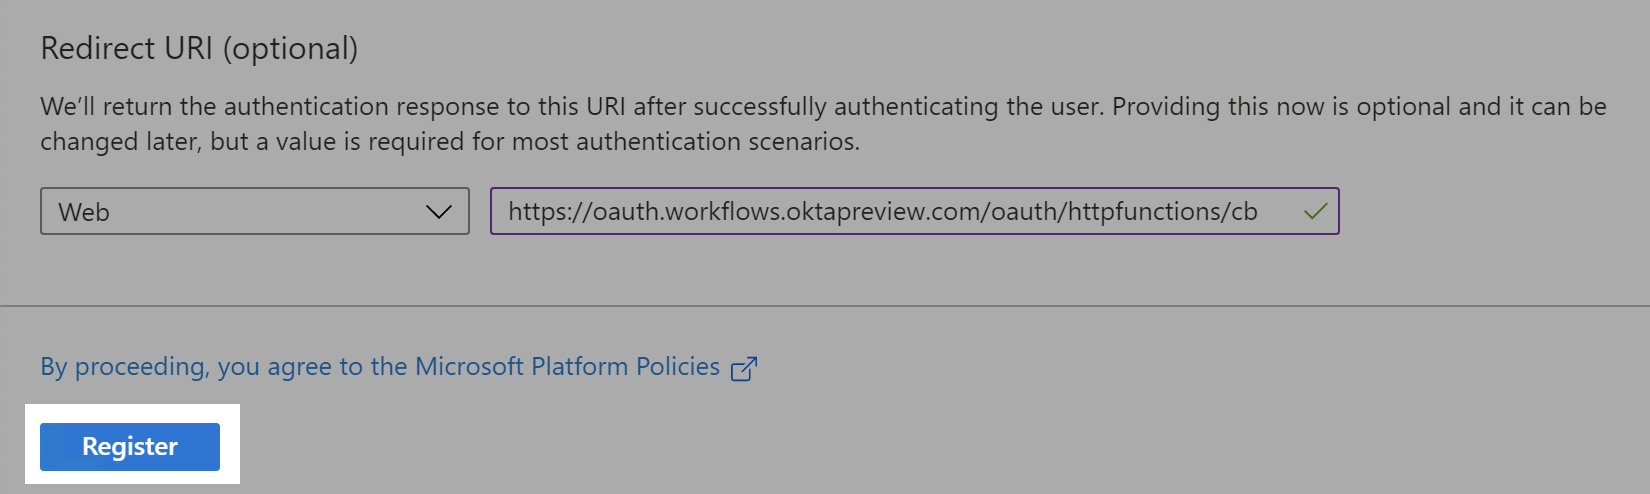 Redirect URI (optional)
We’ll return the authentication response to this URI after successfully authenticating the user. Providing this now is optional and it can be
changed later, but a value is required for most authentication scenarios.
Web
https://oauth.workflows.oktapreview.com/oauth/httpfunctions/cb
By proceeding, you agree to the Microsoft Platform Policies
Register